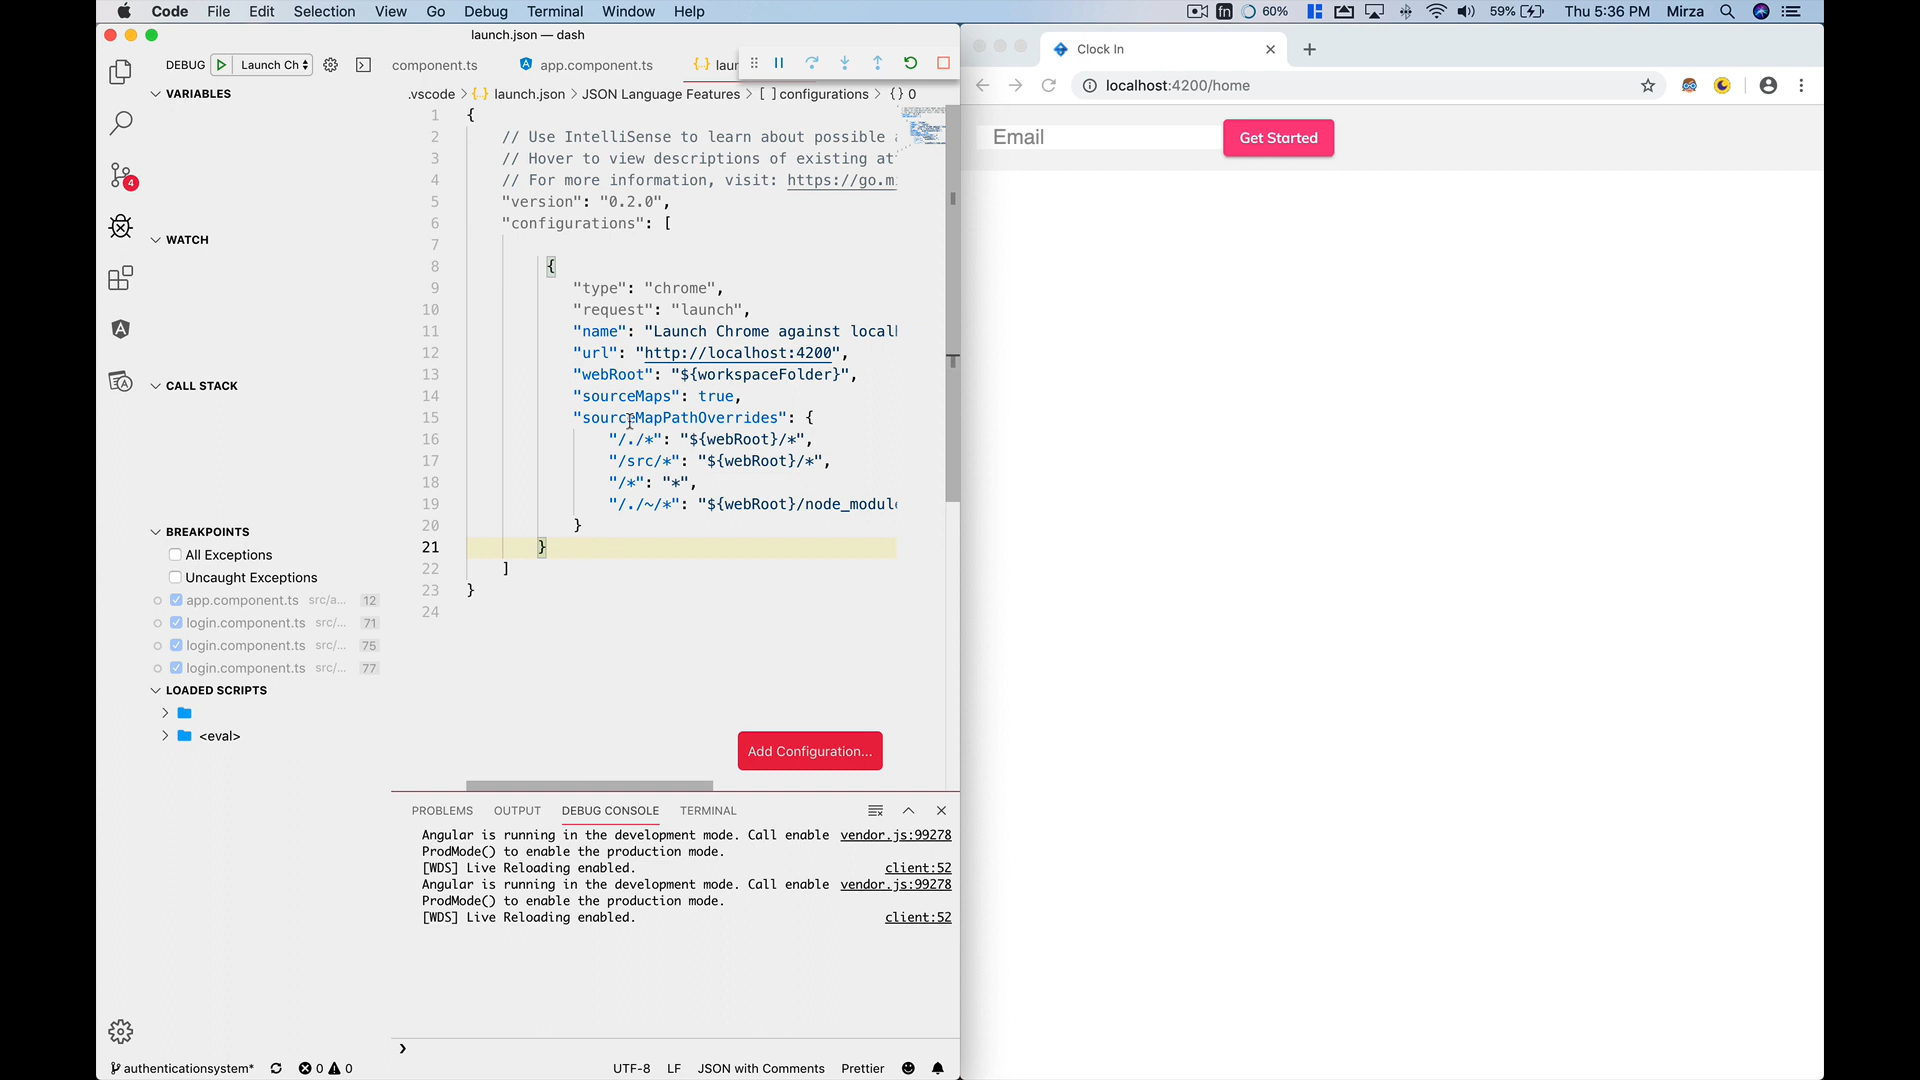 Code File Edit Selection View Go Debug Terminal Window Help
fn 60% 59% Thu 5:36 PM Mirza
launch.json — dash
DEBUG Launch Ch
component.ts app.component.ts {..} laun
VARIABLES
.vscode > {..} launch.json > JSON Language Features > [ ] configurations > {} 0
1 {
2 // Use IntelliSense to learn about possible a
3 // Hover to view descriptions of existing at
4 // For more information, visit: https://go.m
5 "version": "0.2.0",
6 "configurations": [
7
8 {
9 "type": "chrome",
10 "request": "launch",
11 "name": "Launch Chrome against local
12 "url": "http://localhost:4200",
13 "webRoot": "${workspaceFolder}",
14 "sourceMaps": true,
15 "sourceMapPathOverrides": {
16 "/./*": "${webRoot}/*",
17 "/src/*": "${webRoot}/*",
18 "/*": "*",
19 "/./~/*": "${webRoot}/node_module
20 }
21 }
22 ]
23 }
24
4
WATCH
CALL STACK
BREAKPOINTS
All Exceptions
Uncaught Exceptions
app.component.ts src/a... 12
login.component.ts src/... 71
login.component.ts src/... 75
login.component.ts src/... 77
LOADED SCRIPTS
<eval>
Add Configuration...
PROBLEMS OUTPUT DEBUG CONSOLE TERMINAL
Angular is running in the development mode. Call enable vendor.js:99278
ProdMode() to enable the production mode.
[WDS] Live Reloading enabled. client:52
Angular is running in the development mode. Call enable vendor.js:99278
ProdMode() to enable the production mode.
[WDS] Live Reloading enabled. client:52
authenticationsystem* 0 0 UTF-8 LF JSON with Comments Prettier
Clock In
localhost:4200/home
Email Get Started